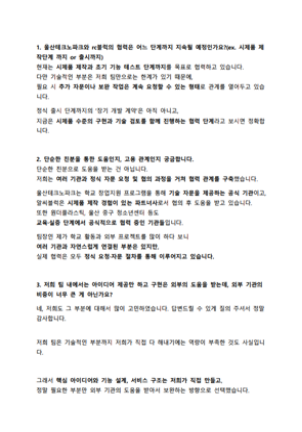 1. 울산테크노파크와 re플럭의 협력은 어느 단계까지 지속될 예정인가요?(ex. 시제품 제
작단계 까지 or 출시까지)
현재는 시제품 제작과 초기 기능 테스트 단계까지를 목표로 협력하고 있습니다.
다만 기술적인 부분은 저희 팀만으로는 한계가 있기 때문에,
필요 시 추가 자문이나 보완 작업은 계속 요청할 수 있는 형태로 관계를 열어두고 있습
니다.
정식 출시 단계까지의 '장기 개발 계약'은 아직 아니고,
지금은 시제품 수준의 구현과 기술 검토를 함께 진행하는 협력 단계라고 보시면 정확합
니다.
2. 단순한 친분을 통한 도움인지, 고용 관계인지 궁금합니다.
단순한 친분으로 도움을 받는 건 아닙니다.
저희는 여러 기관과 정식 자문 요청 및 협의 과정을 거쳐 협력 관계를 구축했습니다.
울산테크노파크는 학교 창업지원 프로그램을 통해 기술 자문을 제공하는 공식 기관이고,
알씨플럭은 시제품 제작 경험이 있는 파트너사로서 협의 후 도움을 받고 있습니다.
또한 원더플라스틱, 울산 중구 청소년센터 등도
교육·실증 단계에서 공식적으로 협력 중인 기관들입니다.
팀장인 제가 학교 활동과 외부 프로젝트를 많이 하다 보니
여러 기관과 자연스럽게 연결된 부분은 있지만,
실제 협력은 모두 정식 요청·자문 절차를 통해 이루어지고 있습니다.
3. 저희 팀 내에서는 아이디어 제공만 하고 구현은 외부의 도움을 받는데, 외부 기관의
비중이 너무 큰 게 아닌가요?
네, 저희도 그 부분에 대해서 많이 고민하였습니다. 답변드릴 수 있게 질의 주셔서 정말
감사합니다.
저희 팀은 기술적인 부분까지 저희가 직접 다 해내기에는 역량이 부족한 것도 사실입니
다.
그래서 핵심 아이디어와 기능 설계, 서비스 구조는 저희가 직접 만들고,
정말 필요한 부분만 외부 기관의 도움을 받아서 보완하는 방향으로 선택했습니다.